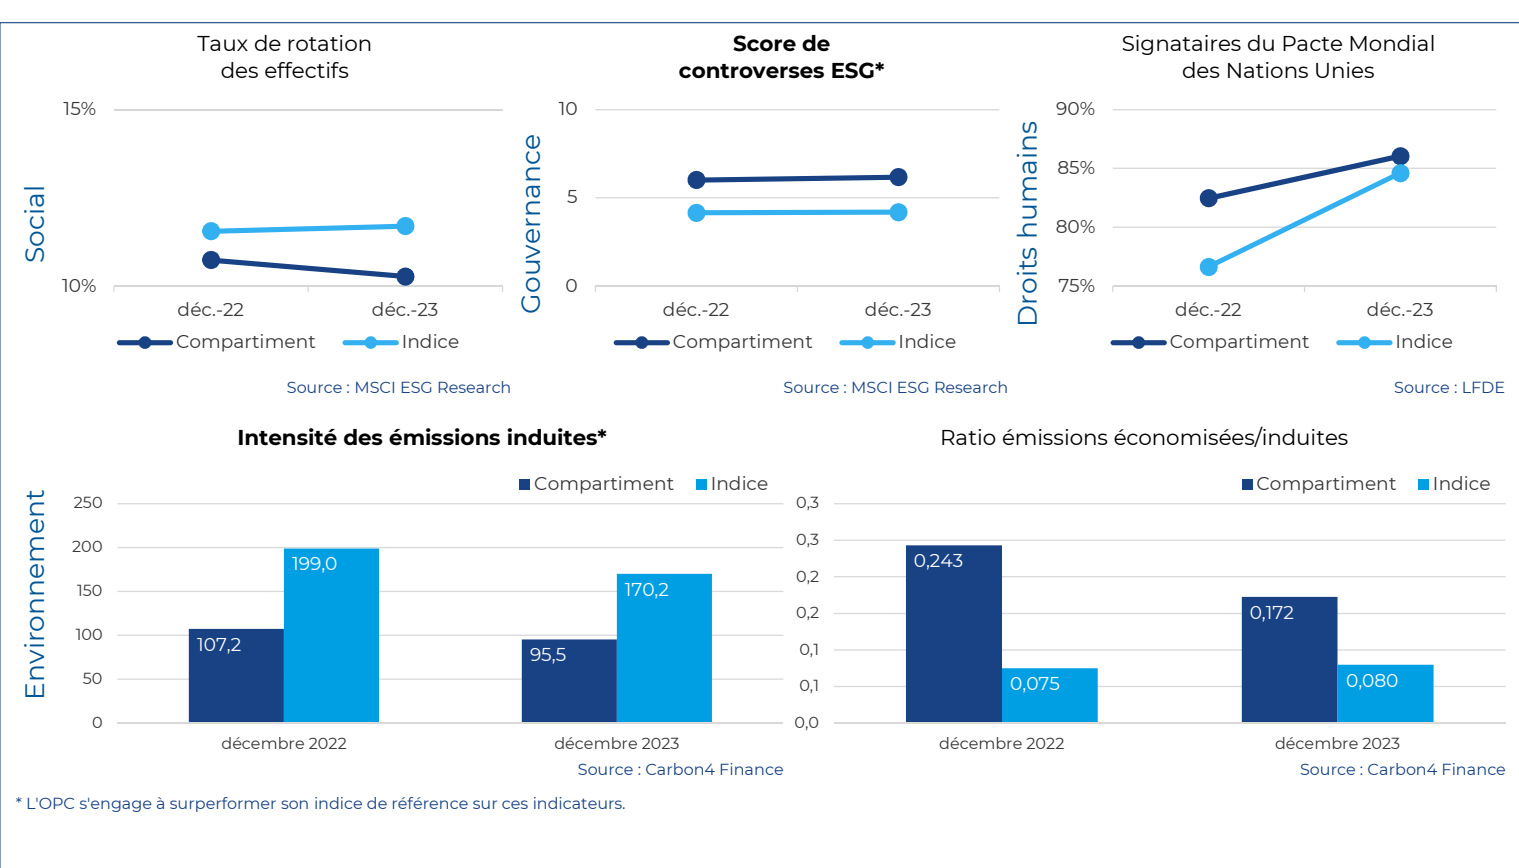 Taux de rotation
des effectifs
Social
15%
10%
déc.-22
déc.-23
Compartiment
Indice
Source : MSCI ESG Research
Score de
controverses ESG*
Gouvernance
10
5
0
déc.-22
déc.-23
Compartiment
Indice
Source : MSCI ESG Research
Signataires du Pacte Mondial
des Nations Unies
Droits humains
90%
85%
80%
75%
déc.-22
déc.-23
Compartiment
Indice
Source : LFDE
Environnement
Intensité des émissions induites*
Compartiment
Indice
250
200
150
100
50
0
107,2
199,0
95,5
170,2
décembre 2022
décembre 2023
Source : Carbon4 Finance
Ratio émissions économisées/induites
Compartiment
Indice
0,3
0,3
0,2
0,2
0,1
0,1
0,0
0,243
0,075
0,172
0,080
décembre 2022
décembre 2023
Source : Carbon4 Finance
* L'OPC s'engage à surperformer son indice de référence sur ces indicateurs.